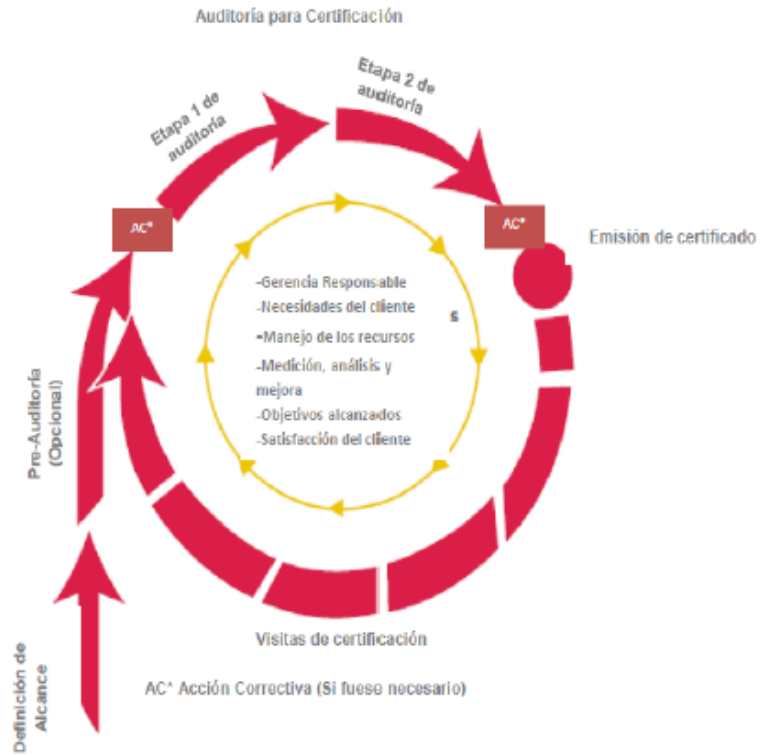 Auditoría para Certificación
Etapa 1 de
auditoría
Etapa 2 de
auditoría
AC*
AC*
Emisión de certificado
-Gerencia Responsable
-Necesidades del cliente
s
-Manejo de los recursos
-Medición, análisis y
mejora
-Objetivos alcanzados
-Satisfacción del cliente
Pre-Auditoría
(Opcional)
Definición de
Alcance
Visitas de certificación
AC* Acción Correctiva (Si fuese necesario)